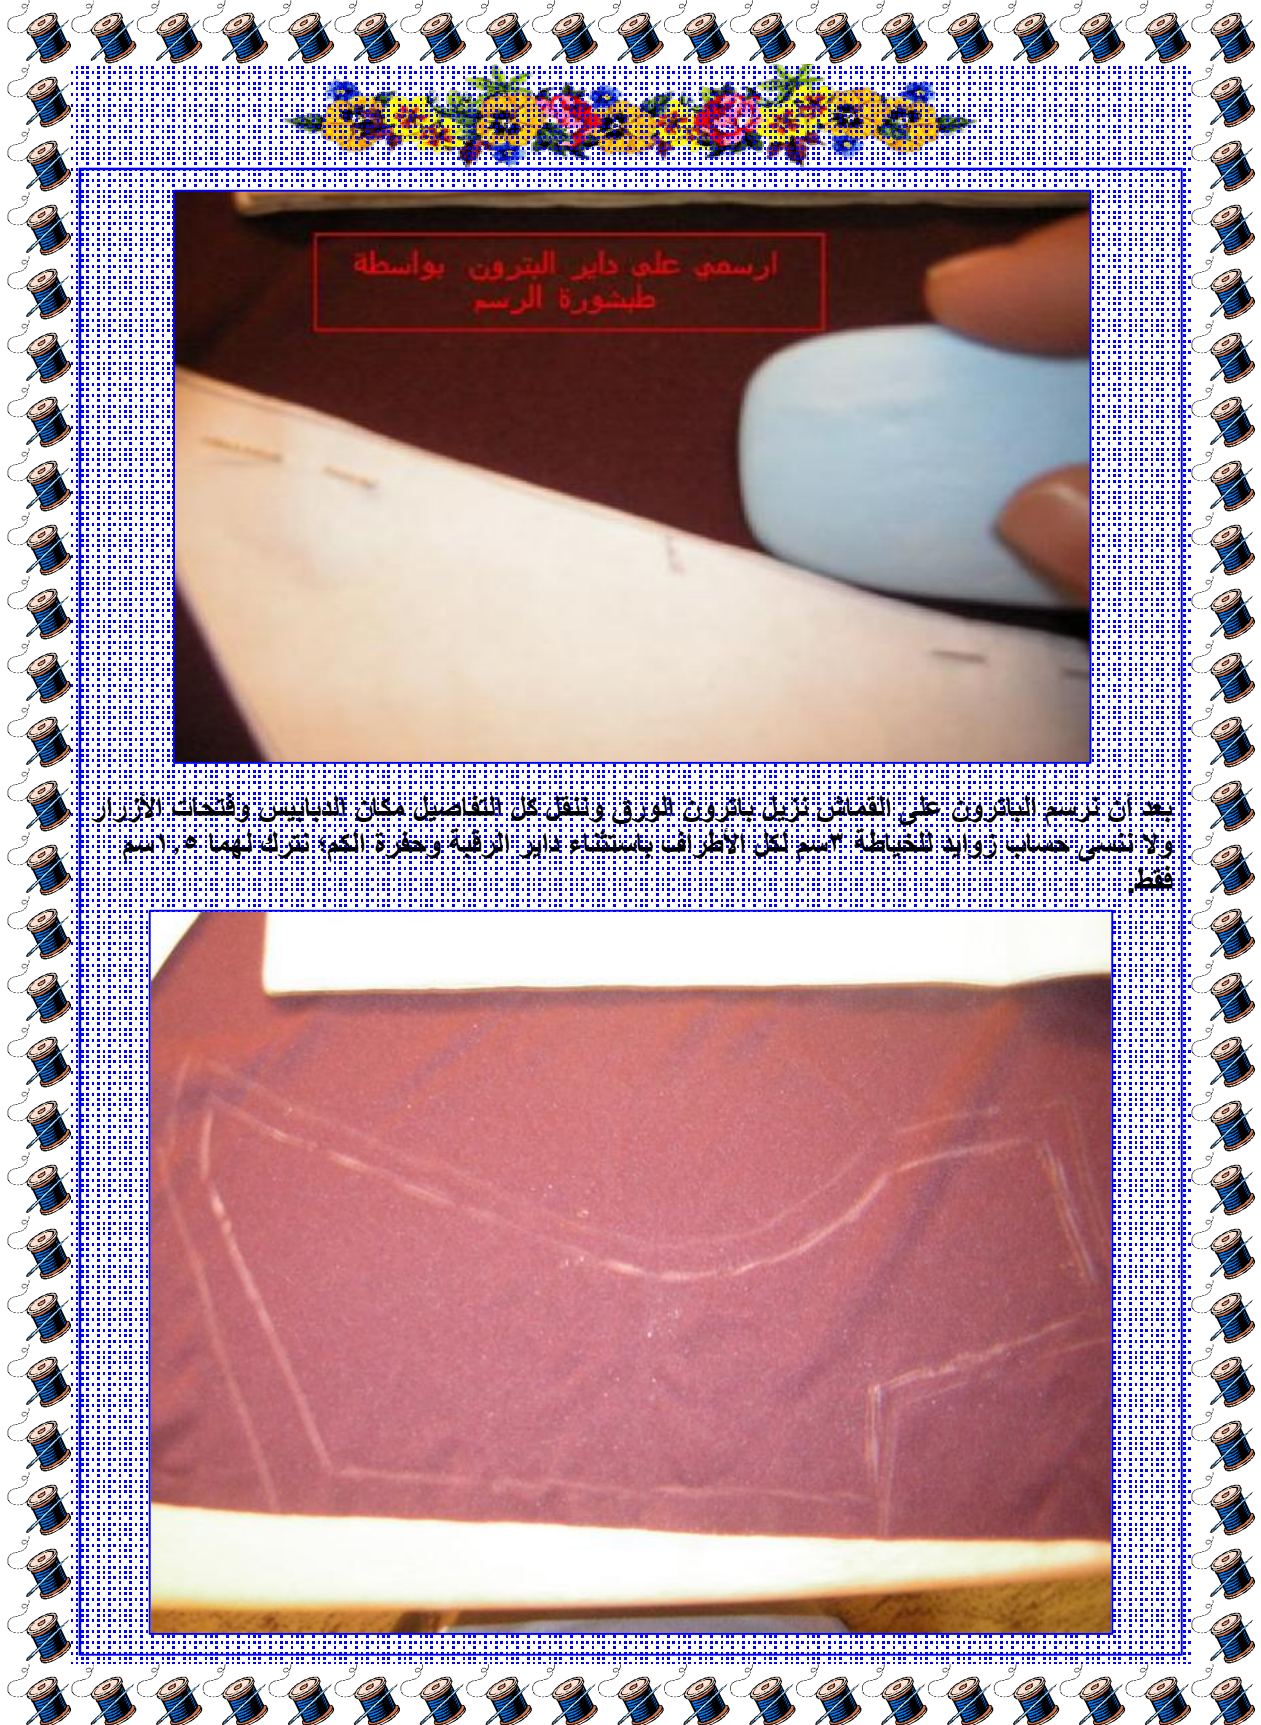 ارسمي على داير البترون بواسطة
طبشورة الرسم
بعد أن نرسم الباترون على القماش نزيل باترون الورق وننقل كل التفاصيل مكان الدبابيس وفتحات الأزرار
ولا ننسى حساب زوايد للخياطة ٣سم لكل الأطراف باستثناء داير الرقبة وحفرة الكم؛ نترك لهما ١.٥سم
فقط.